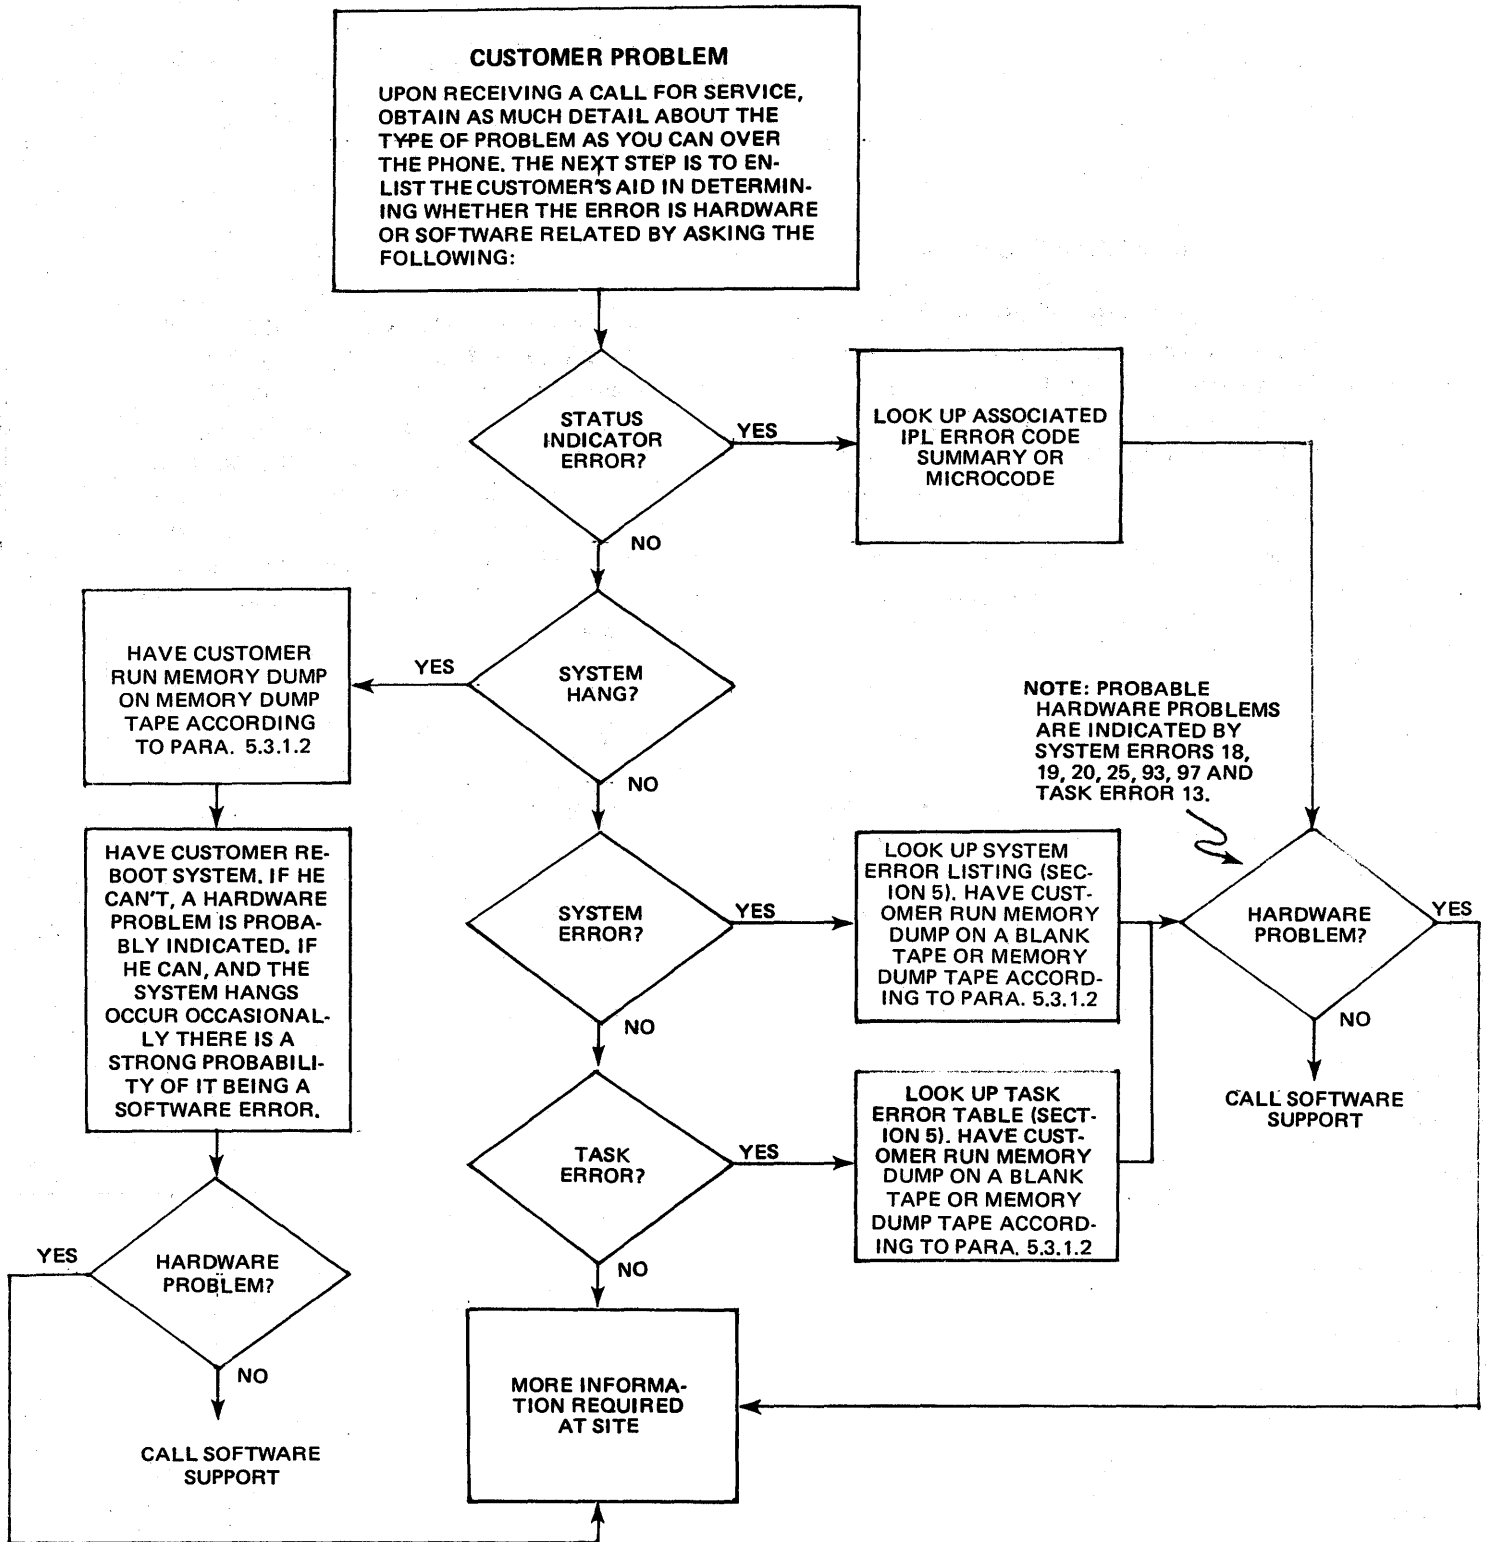 CUSTOMER PROBLEM
UPON RECEIVING A CALL FOR SERVICE,
OBTAIN AS MUCH DETAIL ABOUT THE
TYPE OF PROBLEM AS YOU CAN OVER
THE PHONE. THE NEXT STEP IS TO EN-
LIST THE CUSTOMER'S AID IN DETERMIN-
ING WHETHER THE ERROR IS HARDWARE
OR SOFTWARE RELATED BY ASKING THE
FOLLOWING:
STATUS
INDICATOR
ERROR?
YES
LOOK UP ASSOCIATED
IPL ERROR CODE
SUMMARY OR
MICROCODE
NO
SYSTEM
HANG?
YES
HAVE CUSTOMER
RUN MEMORY DUMP
ON MEMORY DUMP
TAPE ACCORDING
TO PARA. 5.3.1.2
HAVE CUSTOMER RE-
BOOT SYSTEM. IF HE
CAN'T, A HARDWARE
PROBLEM IS PROBA-
BLY INDICATED. IF
HE CAN, AND THE
SYSTEM HANGS
OCCUR OCCASIONAL-
LY THERE IS A
STRONG PROBABILI-
TY OF IT BEING A
SOFTWARE ERROR.
HARDWARE
PROBLEM?
YES
NO
CALL SOFTWARE
SUPPORT
NO
SYSTEM
ERROR?
YES
LOOK UP SYSTEM
ERROR LISTING (SEC-
ION 5). HAVE CUST-
OMER RUN MEMORY
DUMP ON A BLANK
TAPE OR MEMORY
DUMP TAPE ACCORD-
ING TO PARA. 5.3.1.2
NO
TASK
ERROR?
YES
LOOK UP TASK
ERROR TABLE (SECT-
ION 5). HAVE CUST-
OMER RUN MEMORY
DUMP ON A BLANK
TAPE OR MEMORY
DUMP TAPE ACCORD-
ING TO PARA. 5.3.1.2
NO
MORE INFORMA-
TION REQUIRED
AT SITE
NOTE: PROBABLE
HARDWARE PROBLEMS
ARE INDICATED BY
SYSTEM ERRORS 18,
19, 20, 25, 93, 97 AND
TASK ERROR 13.
HARDWARE
PROBLEM?
YES
NO
CALL SOFTWARE
SUPPORT